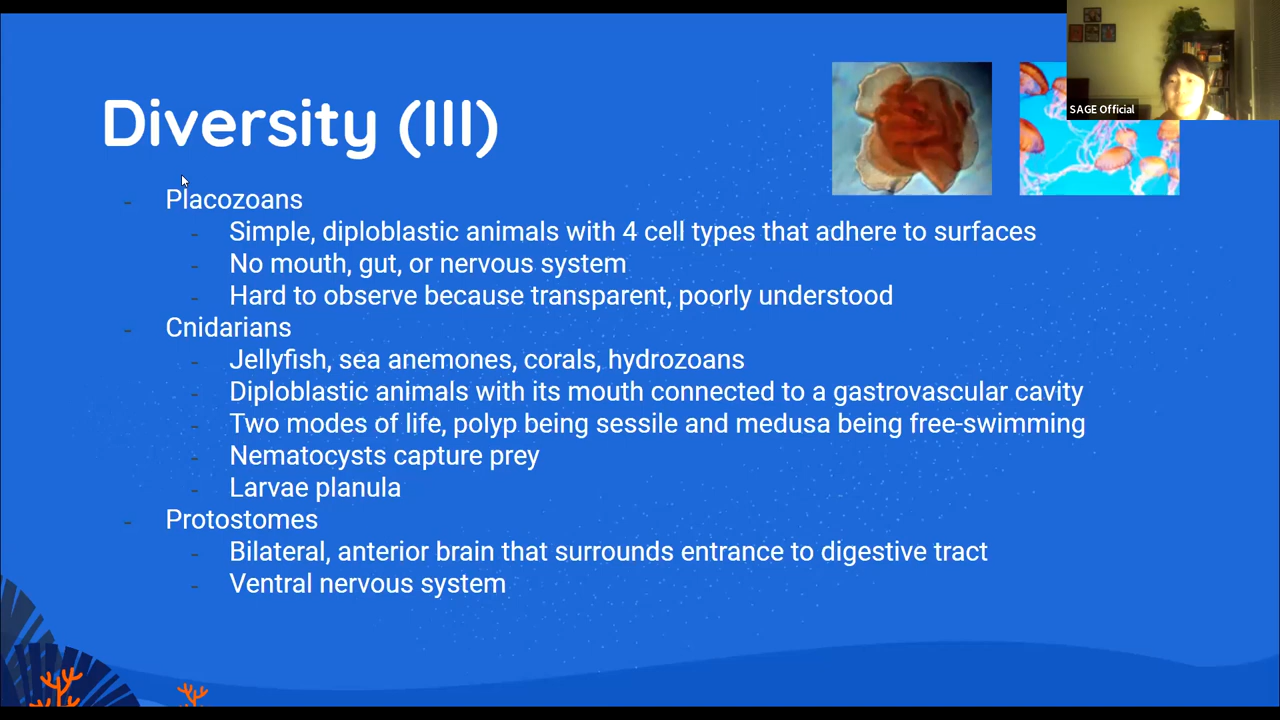 Diversity (III)
SAGE Official
- Placozoans
- Simple, diploblastic animals with 4 cell types that adhere to surfaces
- No mouth, gut, or nervous system
- Hard to observe because transparent, poorly understood
- Cnidarians
- Jellyfish, sea anemones, corals, hydrozoans
- Diploblastic animals with its mouth connected to a gastrovascular cavity
- Two modes of life, polyp being sessile and medusa being free-swimming
- Nematocysts capture prey
- Larvae planula
- Protostomes
- Bilateral, anterior brain that surrounds entrance to digestive tract
- Ventral nervous system